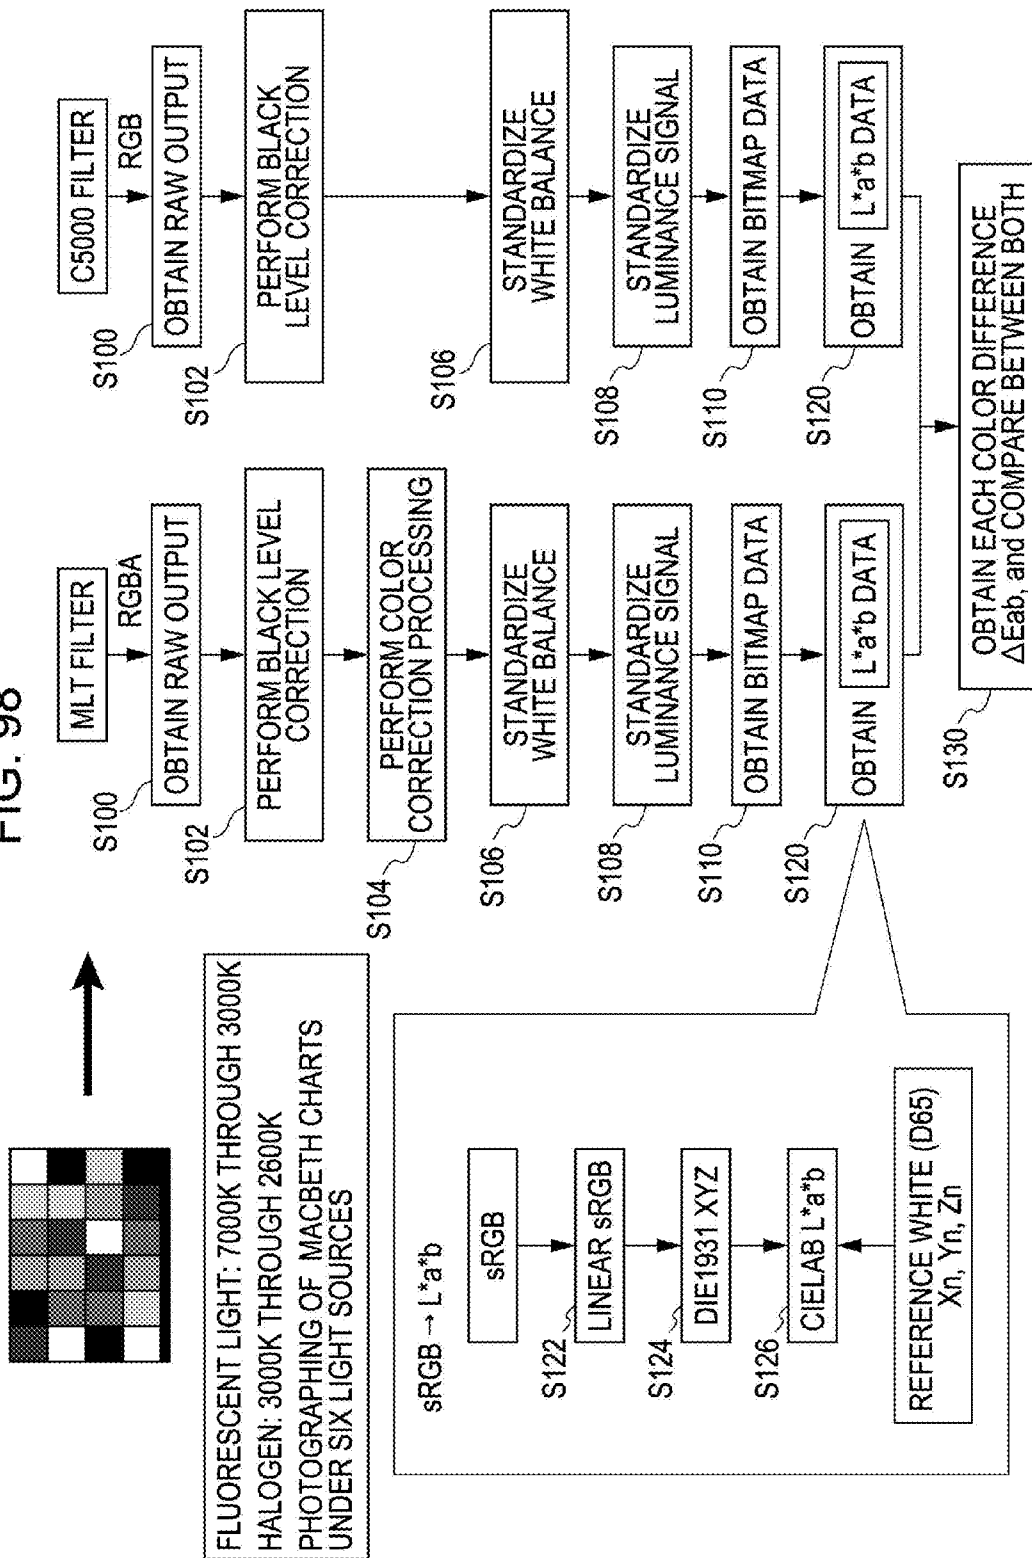 FIG. 98
FLUORESCENT LIGHT: 7000K THROUGH 3000K
HALOGEN: 3000K THROUGH 2600K
PHOTOGRAPHING OF MACBETH CHARTS
UNDER SIX LIGHT SOURCES
MLT FILTER
RGBA
S100
OBTAIN RAW OUTPUT
S102
PERFORM BLACK LEVEL
CORRECTION
S104
PERFORM COLOR
CORRECTION PROCESSING
S106
STANDARDIZE
WHITE BALANCE
S108
STANDARDIZE
LUMINANCE SIGNAL
S110
OBTAIN BITMAP DATA
S120
OBTAIN L*a*b DATA
C5000 FILTER
RGB
S100
OBTAIN RAW OUTPUT
S102
PERFORM BLACK
LEVEL CORRECTION
S106
STANDARDIZE
WHITE BALANCE
S108
STANDARDIZE
LUMINANCE SIGNAL
S110
OBTAIN BITMAP DATA
S120
OBTAIN L*a*b DATA
S130
OBTAIN EACH COLOR DIFFERENCE
ΔEab, and COMPARE BETWEEN BOTH
sRGB → L*a*b
sRGB
S122
LINEAR sRGB
S124
DIE1931 XYZ
S126
CIELAB L*a*b
REFERENCE WHITE (D65)
Xn, Yn, Zn